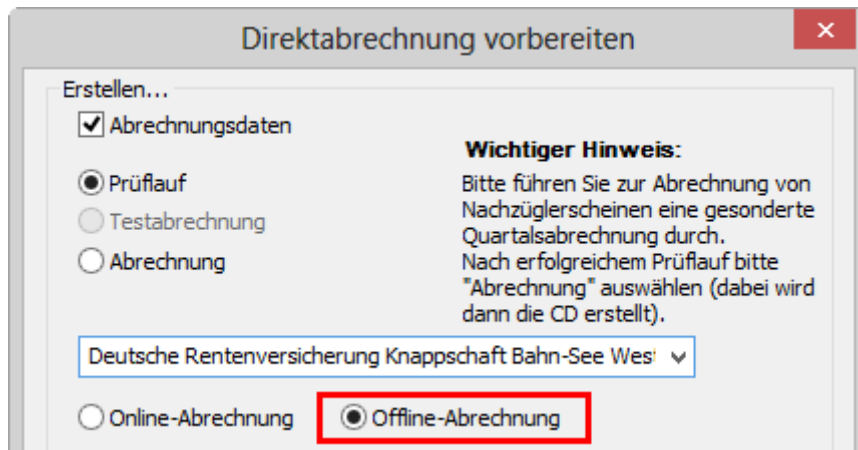 Direktabrechnung vorbereiten
Erstellen...
Abrechnungsdaten
Prüflauf
Testabrechnung
Abrechnung
Wichtiger Hinweis:
Bitte führen Sie zur Abrechnung von
Nachzüglerscheinen eine gesonderte
Quartalsabrechnung durch.
Nach erfolgreichem Prüflauf bitte
"Abrechnung" auswählen (dabei wird
dann die CD erstellt).
Deutsche Rentenversicherung Knappschaft Bahn-See West
Online-Abrechnung
Offline-Abrechnung